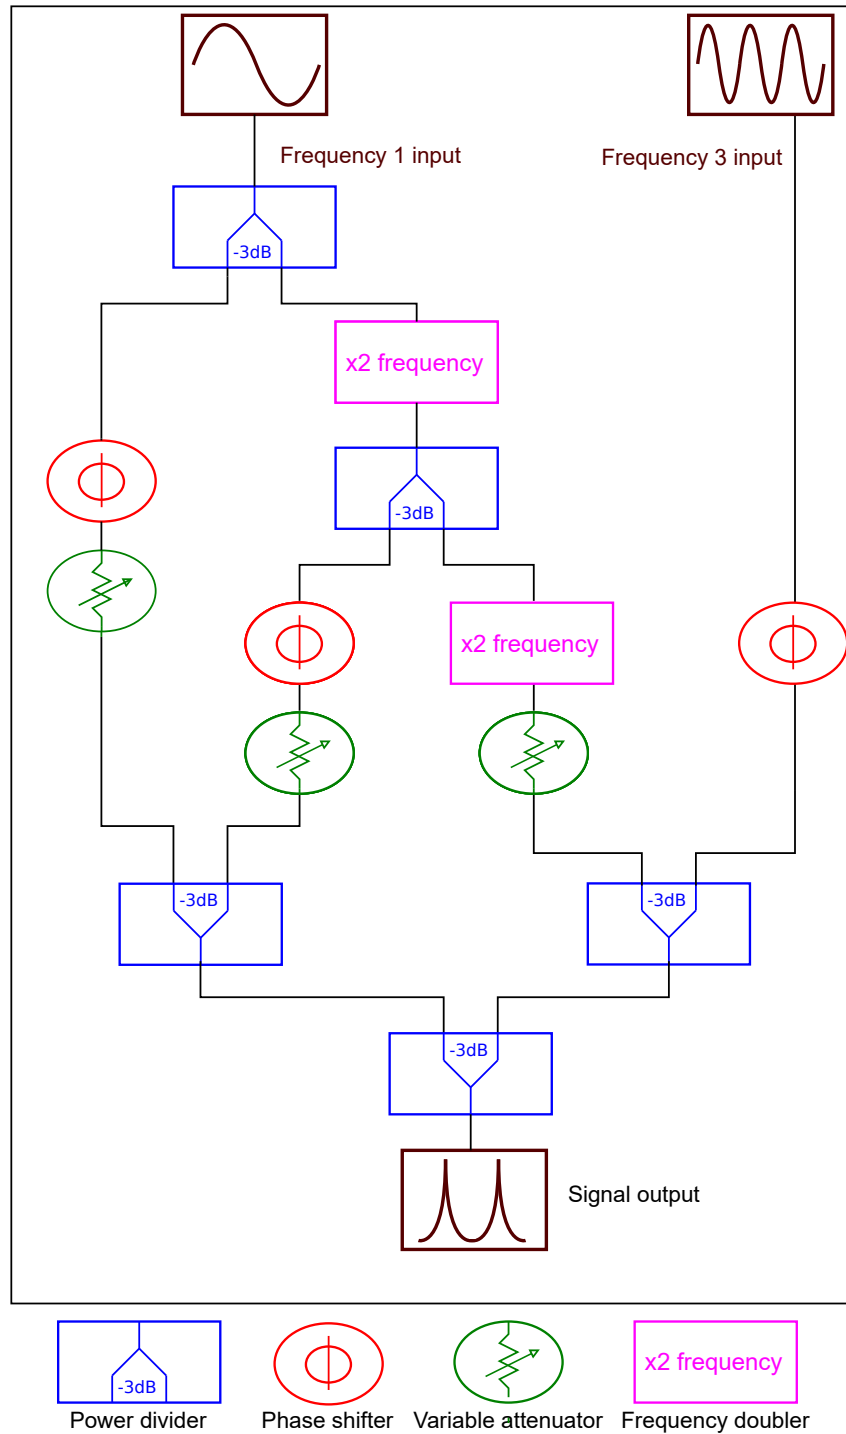 Frequency 1 input
Frequency 3 input
-3dB
x2 frequency
-3dB
x2 frequency
-3dB
-3dB
-3dB
Signal output
-3dB
x2 frequency
Power divider
Phase shifter
Variable attenuator
Frequency doubler